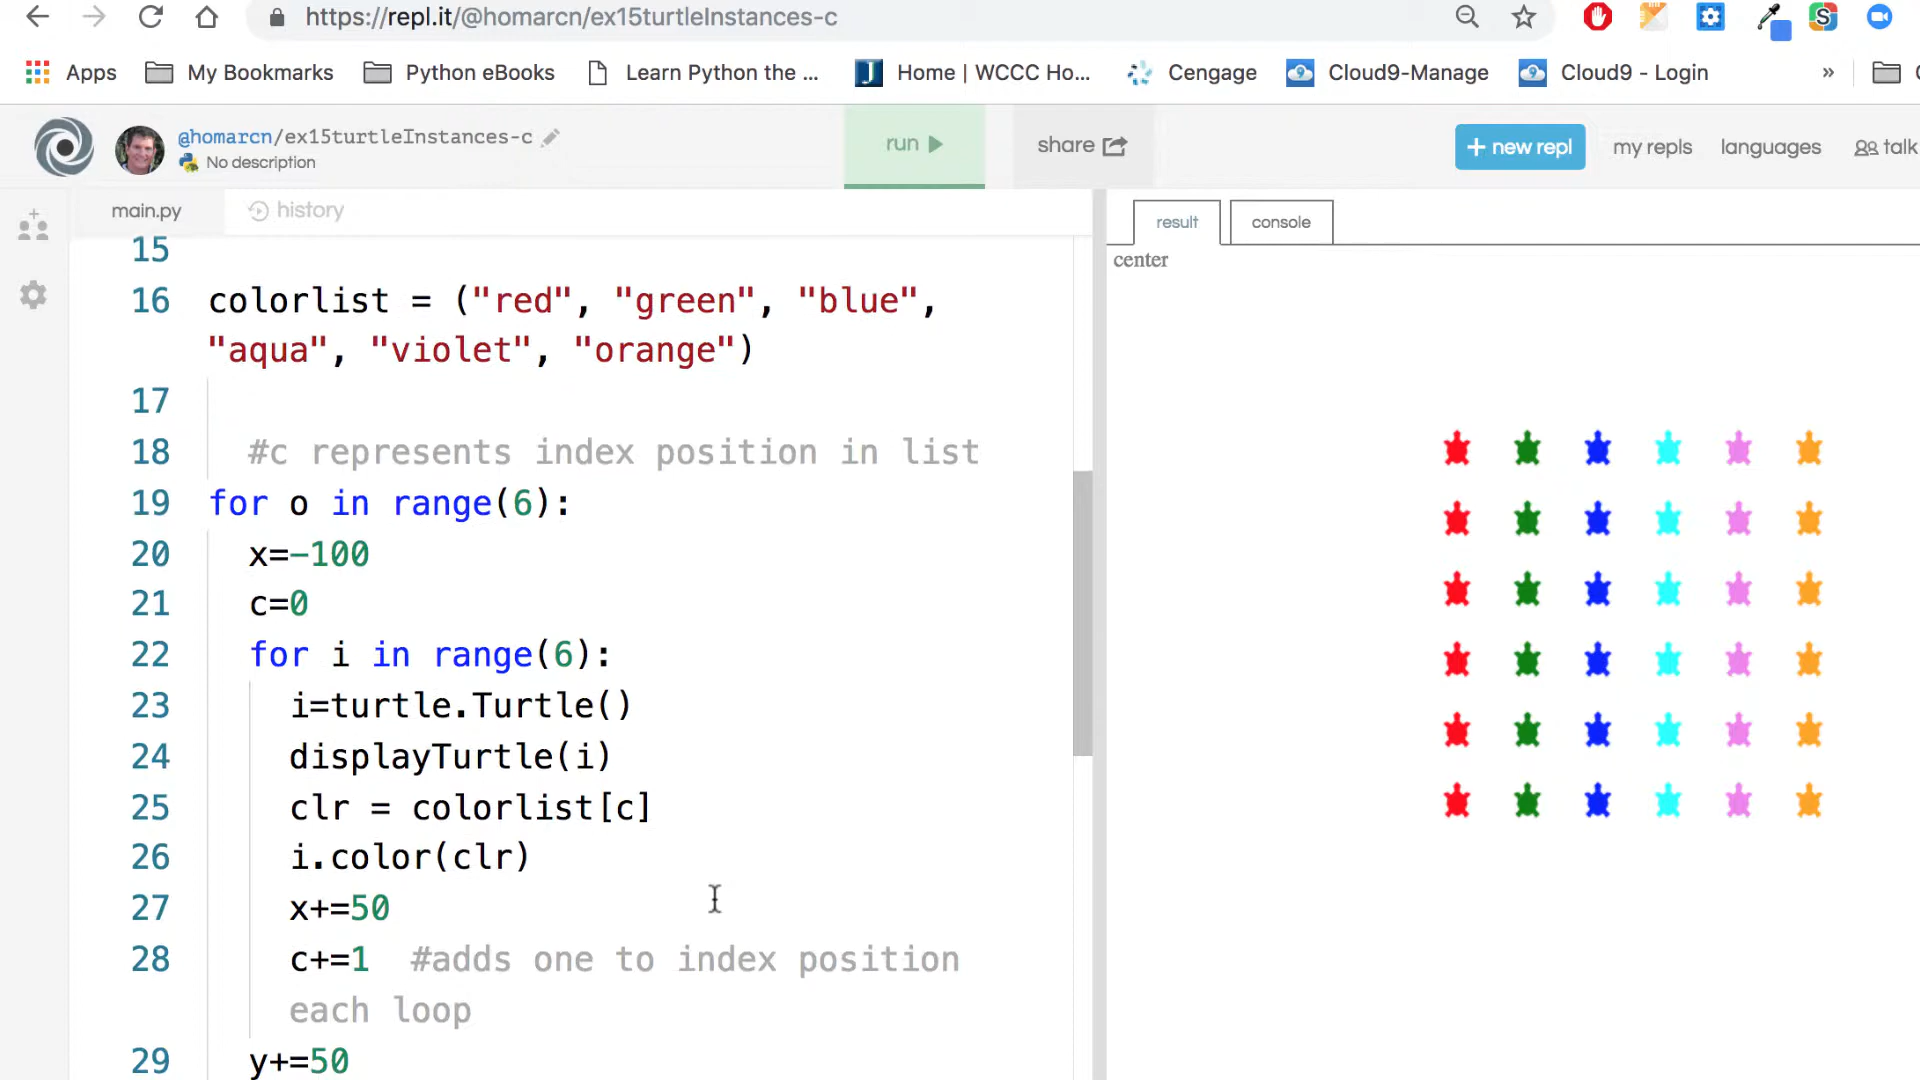 https://repl.it/@homarcn/ex15turtleInstances-c
Apps My Bookmarks Python eBooks Learn Python the ... Home | WCCC Ho... Cengage Cloud9-Manage Cloud9 - Login »
@homarcn/ex15turtleInstances-c
No description
run share + new repl my repls languages talk
main.py history
result console
center
15
16 colorlist = ("red", "green", "blue",
"aqua", "violet", "orange")
17
18 #c represents index position in list
19 for o in range(6):
20 x=-100
21 c=0
22 for i in range(6):
23 i=turtle.Turtle()
24 displayTurtle(i)
25 clr = colorlist[c]
26 i.color(clr)
27 x+=50
28 c+=1 #adds one to index position
each loop
29 y+=50